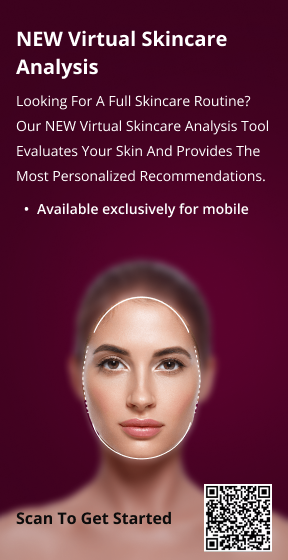 NEW Virtual Skincare
Analysis
Looking For A Full Skincare Routine?
Our NEW Virtual Skincare Analysis Tool
Evaluates Your Skin And Provides The
Most Personalized Recommendations.
• Available exclusively for mobile
Scan To Get Started